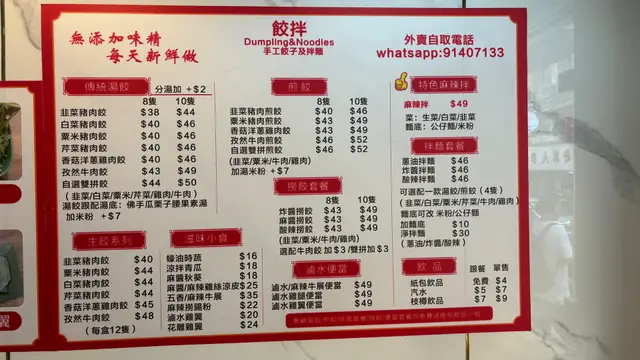 無添加味精
每天新鮮做
餃拌
Dumpling&Noodles
手工餃子及拌麵
外賣自取電話
whatsapp:91407133
傳統湯餃 分湯加 +$2
8隻 10隻
韭菜豬肉餃 $38 $44
白菜豬肉餃 $40 $46
粟米豬肉餃 $40 $46
芹菜豬肉餃 $40 $46
香菇洋蔥雞肉餃 $40 $46
孜然牛肉餃 $43 $49
自選雙拼餃 $44 $50
(韭菜/白菜/粟米/芹菜/雞肉/牛肉)
湯餃跟配湯底：佛手瓜栗子腰果素湯
加米粉 +$7
生餃系列
韭菜豬肉餃 $40
粟米豬肉餃 $44
白菜豬肉餃 $44
芹菜豬肉餃 $44
香菇洋蔥雞肉餃 $45
孜然牛肉餃 $48
(每盒12隻)
滋味小食
蠔油時蔬 $16
涼拌青瓜 $18
麻醬秋葵 $18
麻醬/麻辣雞絲涼皮 $25
五香/麻辣牛展 $35
麻辣撈腸粉 $22
滷水雞翼 $20
花雕雞翼 $24
煎餃
8隻 10隻
韭菜豬肉煎餃 $40 $46
粟米豬肉煎餃 $43 $49
香菇洋蔥雞肉煎餃 $43 $49
孜然牛肉煎餃 $46 $52
自選雙拼煎餃 $46 $52
(韭菜/粟米/牛肉/雞肉)
加湯米粉 +$7
撈餃套餐
8隻 10隻
炸醬撈餃 $43 $49
麻醬撈餃 $43 $49
酸辣撈餃 $43 $49
(韭菜/粟米/牛肉/雞肉)
選配牛肉餃加$3/雙拼加$3
滷水便當
滷水/麻辣牛展便當 $49
滷水雞腿便當 $49
滷水雞翼便當 $49
特色麻辣拌
麻辣拌 $49
菜：生菜/白菜/韭菜
麵底：公仔麵/米粉
拌麵套餐
蔥油拌麵 $46
炸醬拌麵 $46
酸辣拌麵 $46
可選配一款湯餃/煎餃(4隻)
(韭菜/白菜/粟米/芹菜/牛肉/雞肉)
麵底可改 米粉/公仔麵
加麵底 $10
淨拌麵 $30
(蔥油/炸醬/酸辣)
飲品 跟餐 單售
紙包飲品 免費 $4
汽水 $5 $7
枝樽飲品 $7 $9